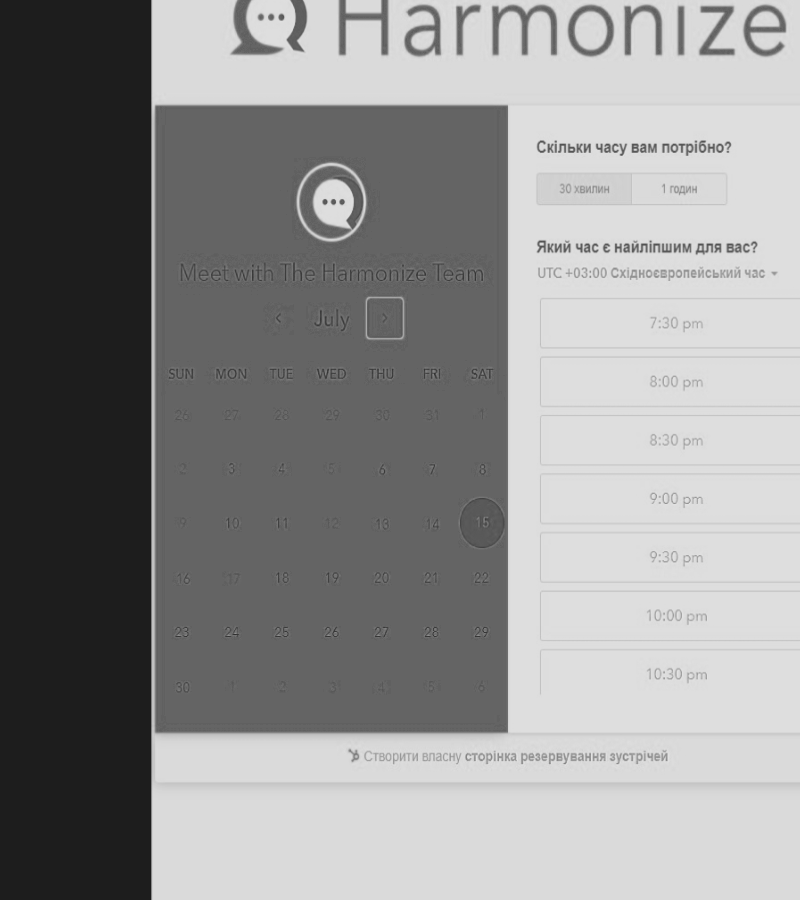 Harmonize
Meet with The Harmonize Team
July
SUN MON TUE WED THU FRI SAT
26 27 28 29 30 31 1
2 3 4 5 6 7 8
9 10 11 12 13 14 15
16 17 18 19 20 21 22
23 24 25 26 27 28 29
30 1 2 3 4 5 6
Скільки часу вам потрібно?
30 хвилин 1 годин
Який час є найліпшим для вас?
UTC +03:00 Східноєвропейський час
7:30 pm
8:00 pm
8:30 pm
9:00 pm
9:30 pm
10:00 pm
10:30 pm
Створити власну сторінка резервування зустрічей